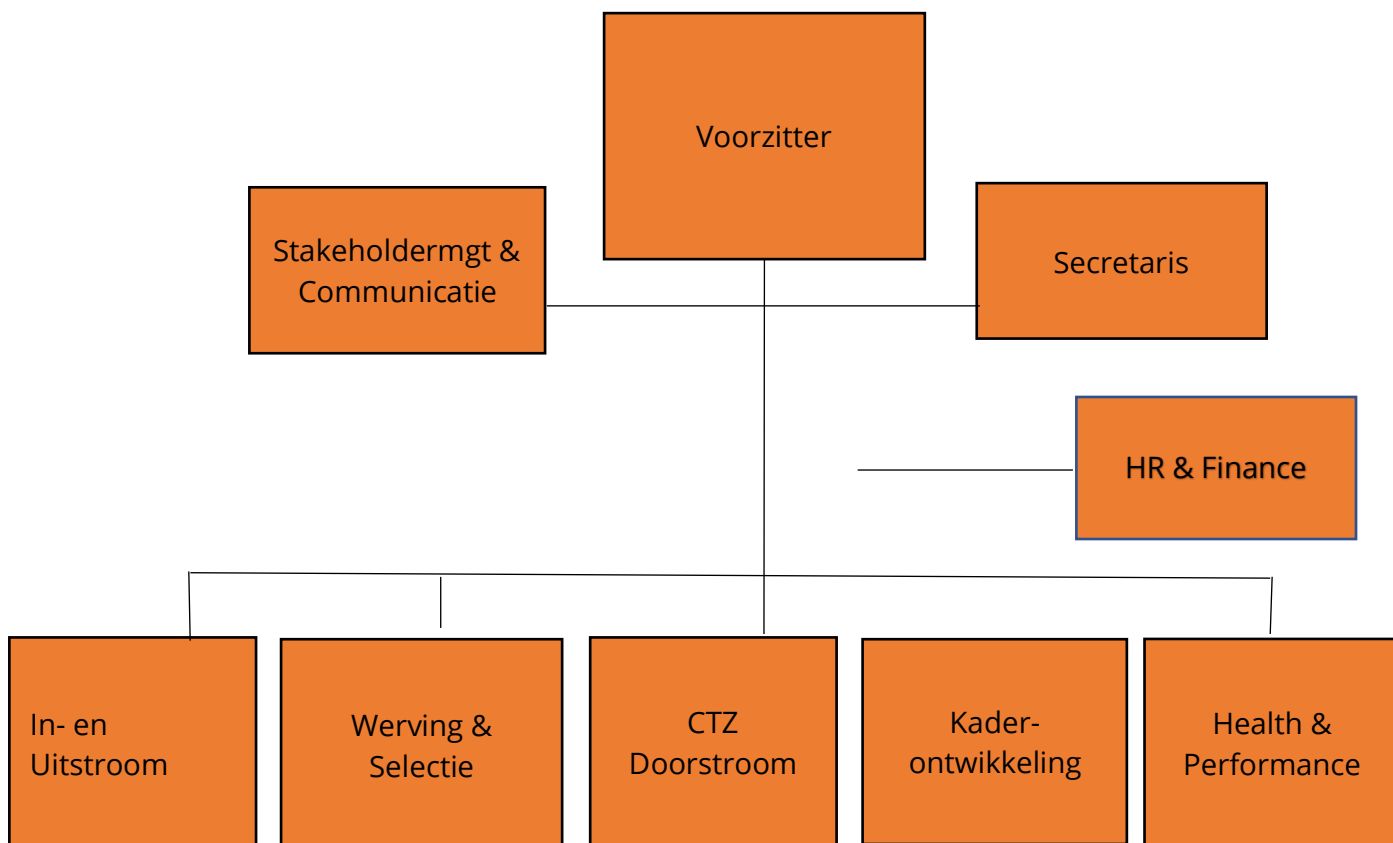 Voorzitter
Stakeholdermgt &
Communicatie
Secretaris
HR & Finance
In- en
Uitstroom
Werving &
Selectie
CTZ
Doorstroom
Kader-
ontwikkeling
Health &
Performance